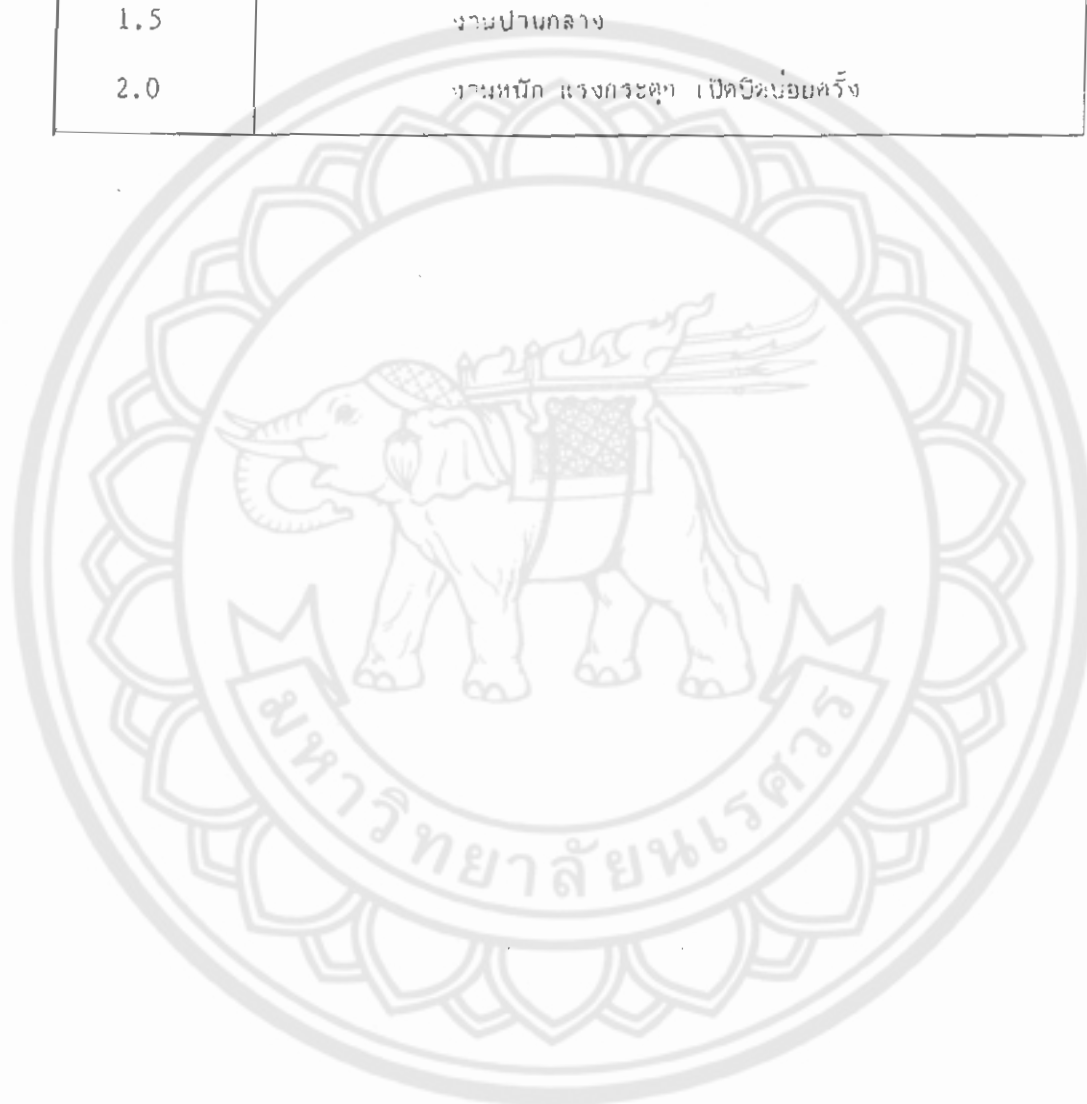 1.5 งานปานกลาง
2.0 งานหนัก แรงกระตุก เปิดปิดบ่อยครั้ง
มหาวิทยาลัยนเรศวร